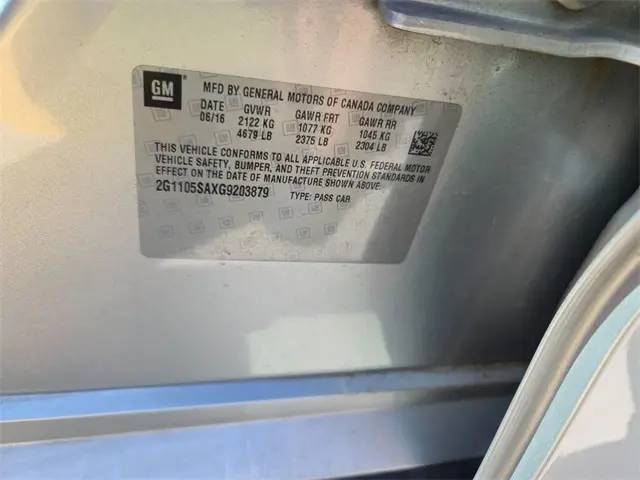 GM
MFD BY GENERAL MOTORS OF CANADA COMPANY
DATE GVWR GAWR FRT GAWR RR
06/16 2122 KG 1077 KG 1045 KG
4679 LB 2375 LB 2304 LB
THIS VEHICLE CONFORMS TO ALL APPLICABLE U.S. FEDERAL MOTOR
VEHICLE SAFETY, BUMPER, AND THEFT PREVENTION STANDARDS IN
EFFECT ON THE DATE OF MANUFACTURE SHOWN ABOVE.
2G1105SAXG9203879 TYPE: PASS CAR